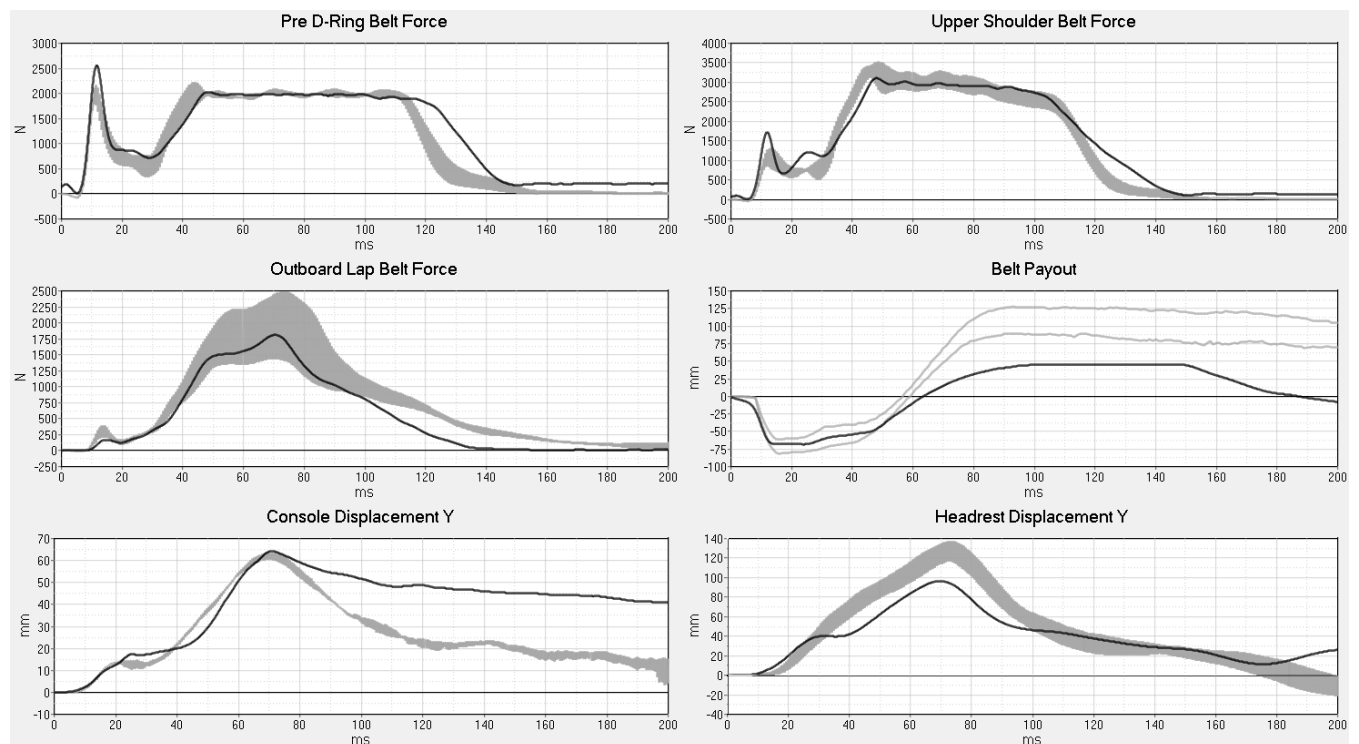 Pre D-Ring Belt Force
3000
2500
2000
1500
1000
500
0
-500
N
0 20 40 60 80 100 120 140 160 180 200
ms
Upper Shoulder Belt Force
4000
3500
3000
2500
2000
1500
1000
500
0
-500
N
0 20 40 60 80 100 120 140 160 180 200
ms
Outboard Lap Belt Force
2500
2250
2000
1750
1500
1250
1000
750
500
250
0
-250
N
0 20 40 60 80 100 120 140 160 180 200
ms
Belt Payout
150
125
100
75
50
25
0
-25
-50
-75
-100
mm
0 20 40 60 80 100 120 140 160 180 200
ms
Console Displacement Y
70
60
50
40
30
20
10
0
-10
mm
0 20 40 60 80 100 120 140 160 180 200
ms
Headrest Displacement Y
140
120
100
80
60
40
20
0
-20
-40
mm
0 20 40 60 80 100 120 140 160 180 200
ms